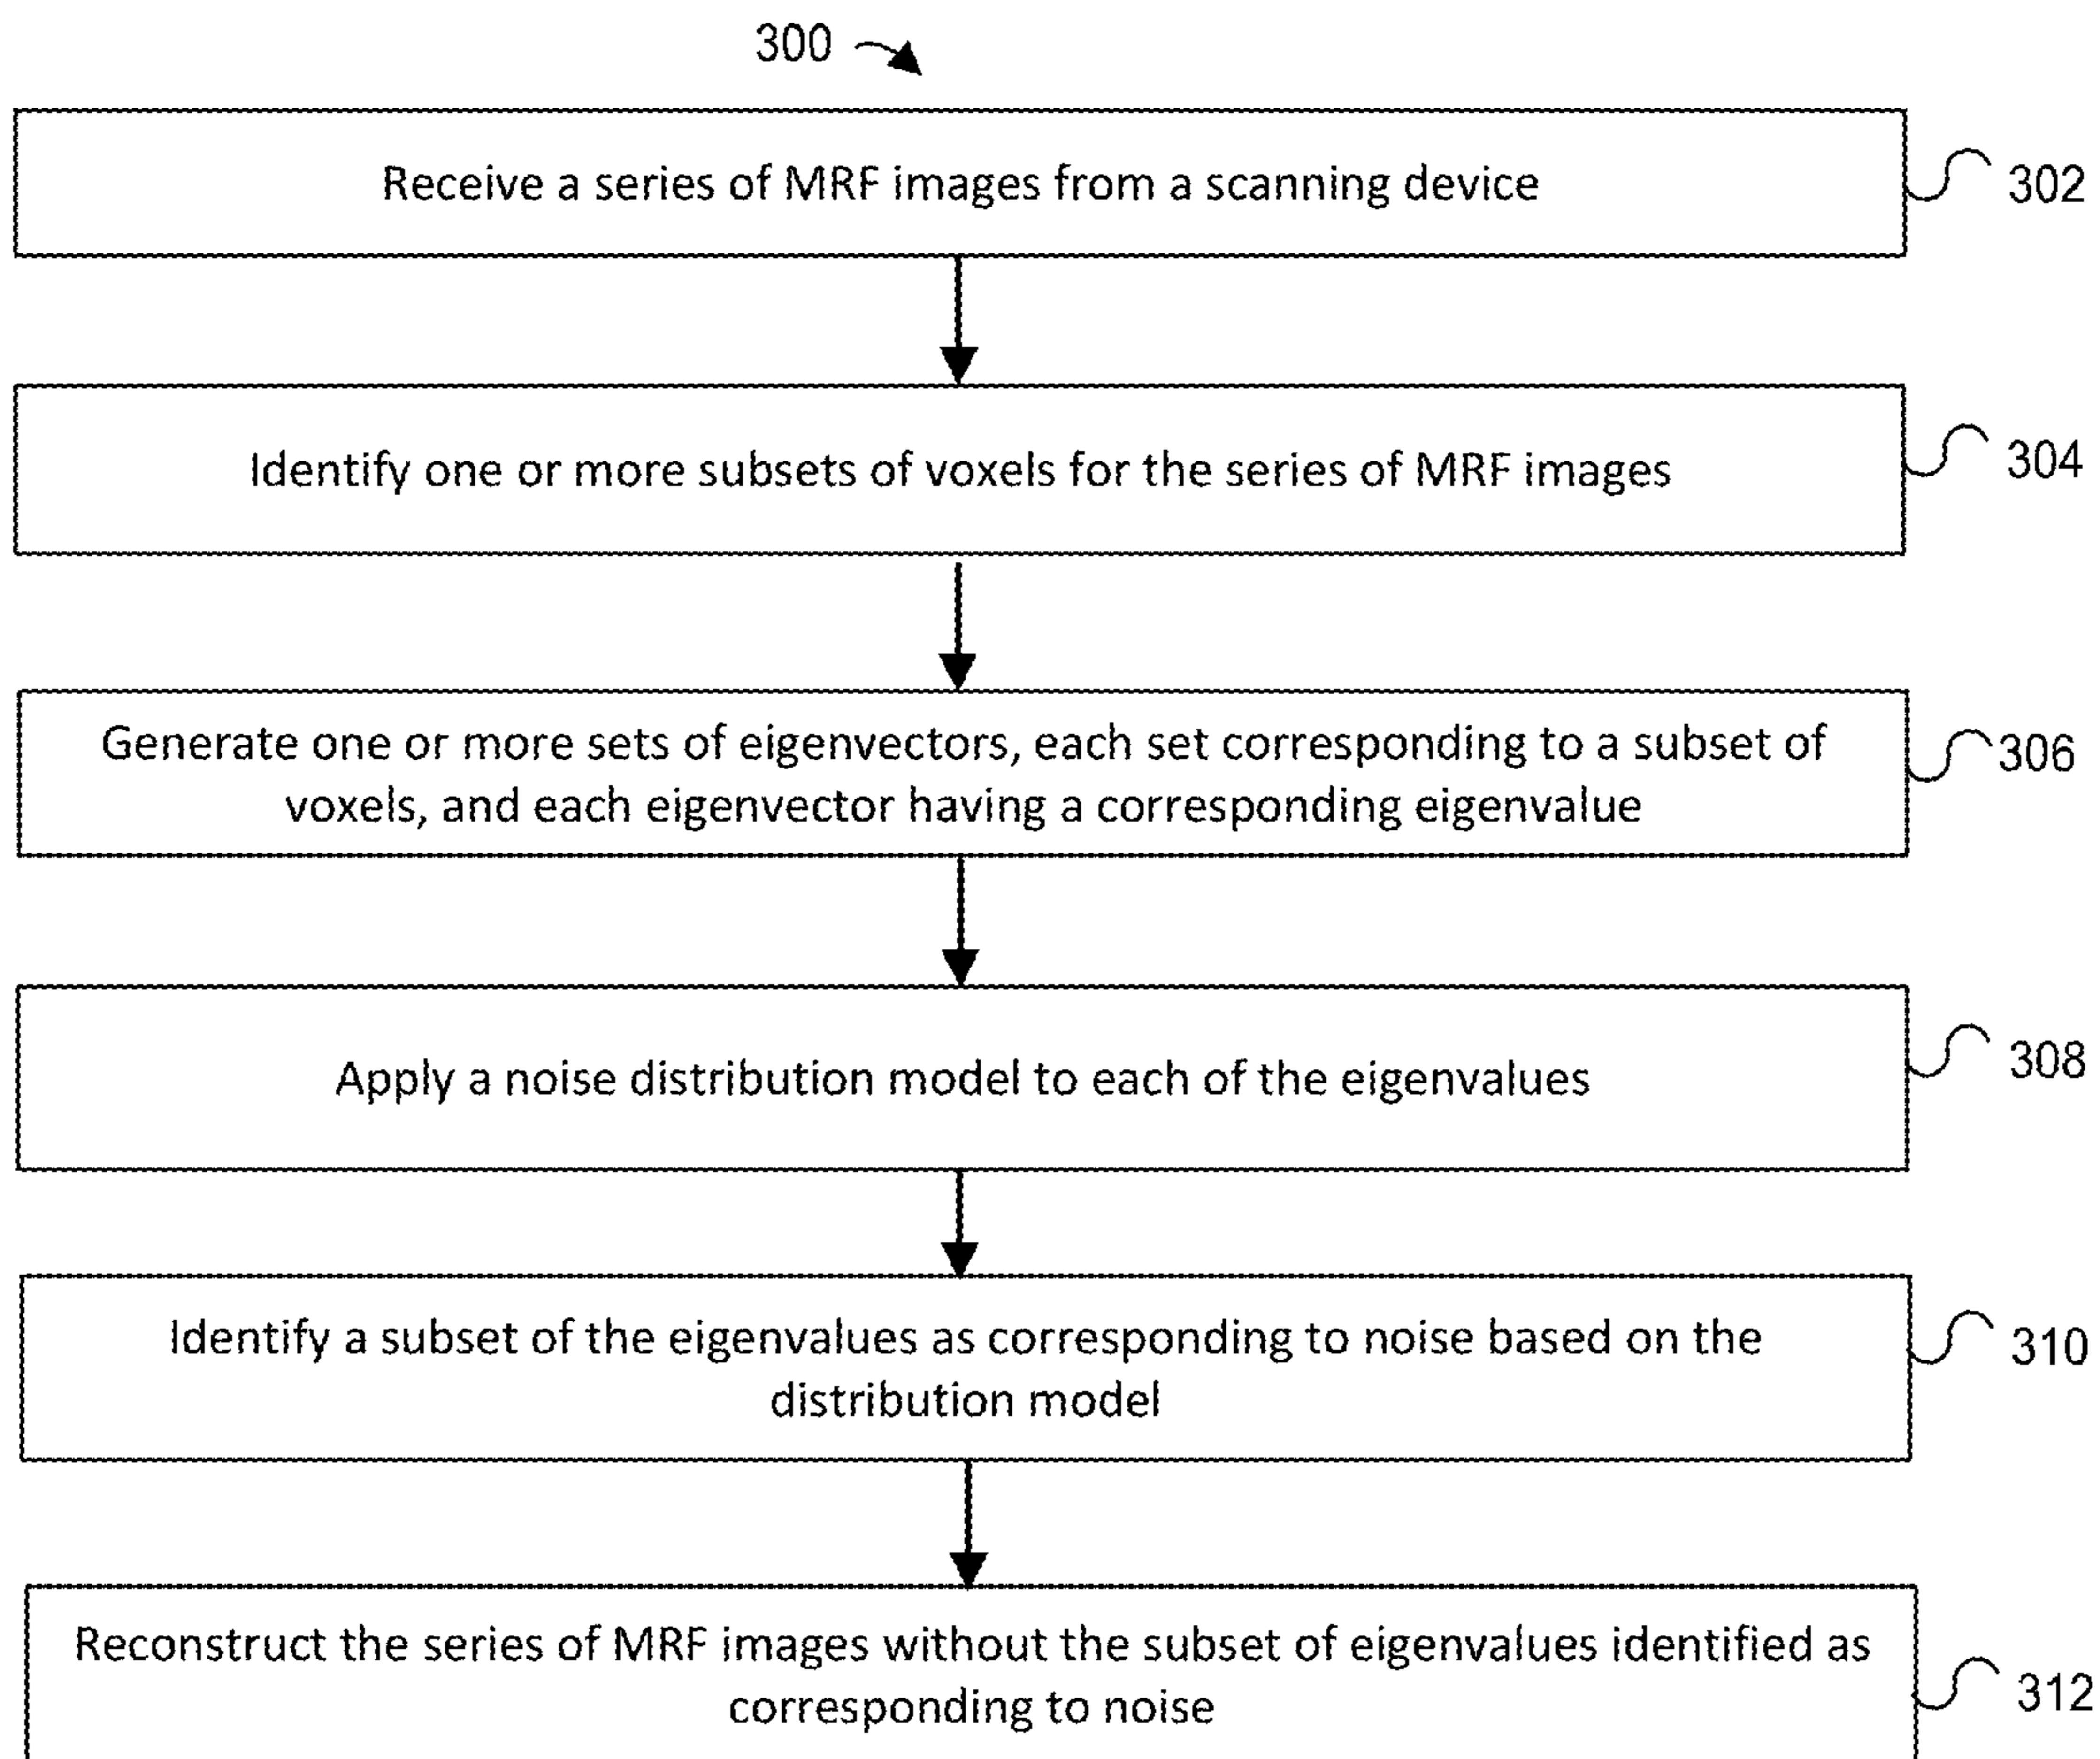 300
Receive a series of MRF images from a scanning device
302
Identify one or more subsets of voxels for the series of MRF images
304
Generate one or more sets of eigenvectors, each set corresponding to a subset of
voxels, and each eigenvector having a corresponding eigenvalue
306
Apply a noise distribution model to each of the eigenvalues
308
Identify a subset of the eigenvalues as corresponding to noise based on the
distribution model
310
Reconstruct the series of MRF images without the subset of eigenvalues identified as
corresponding to noise
312